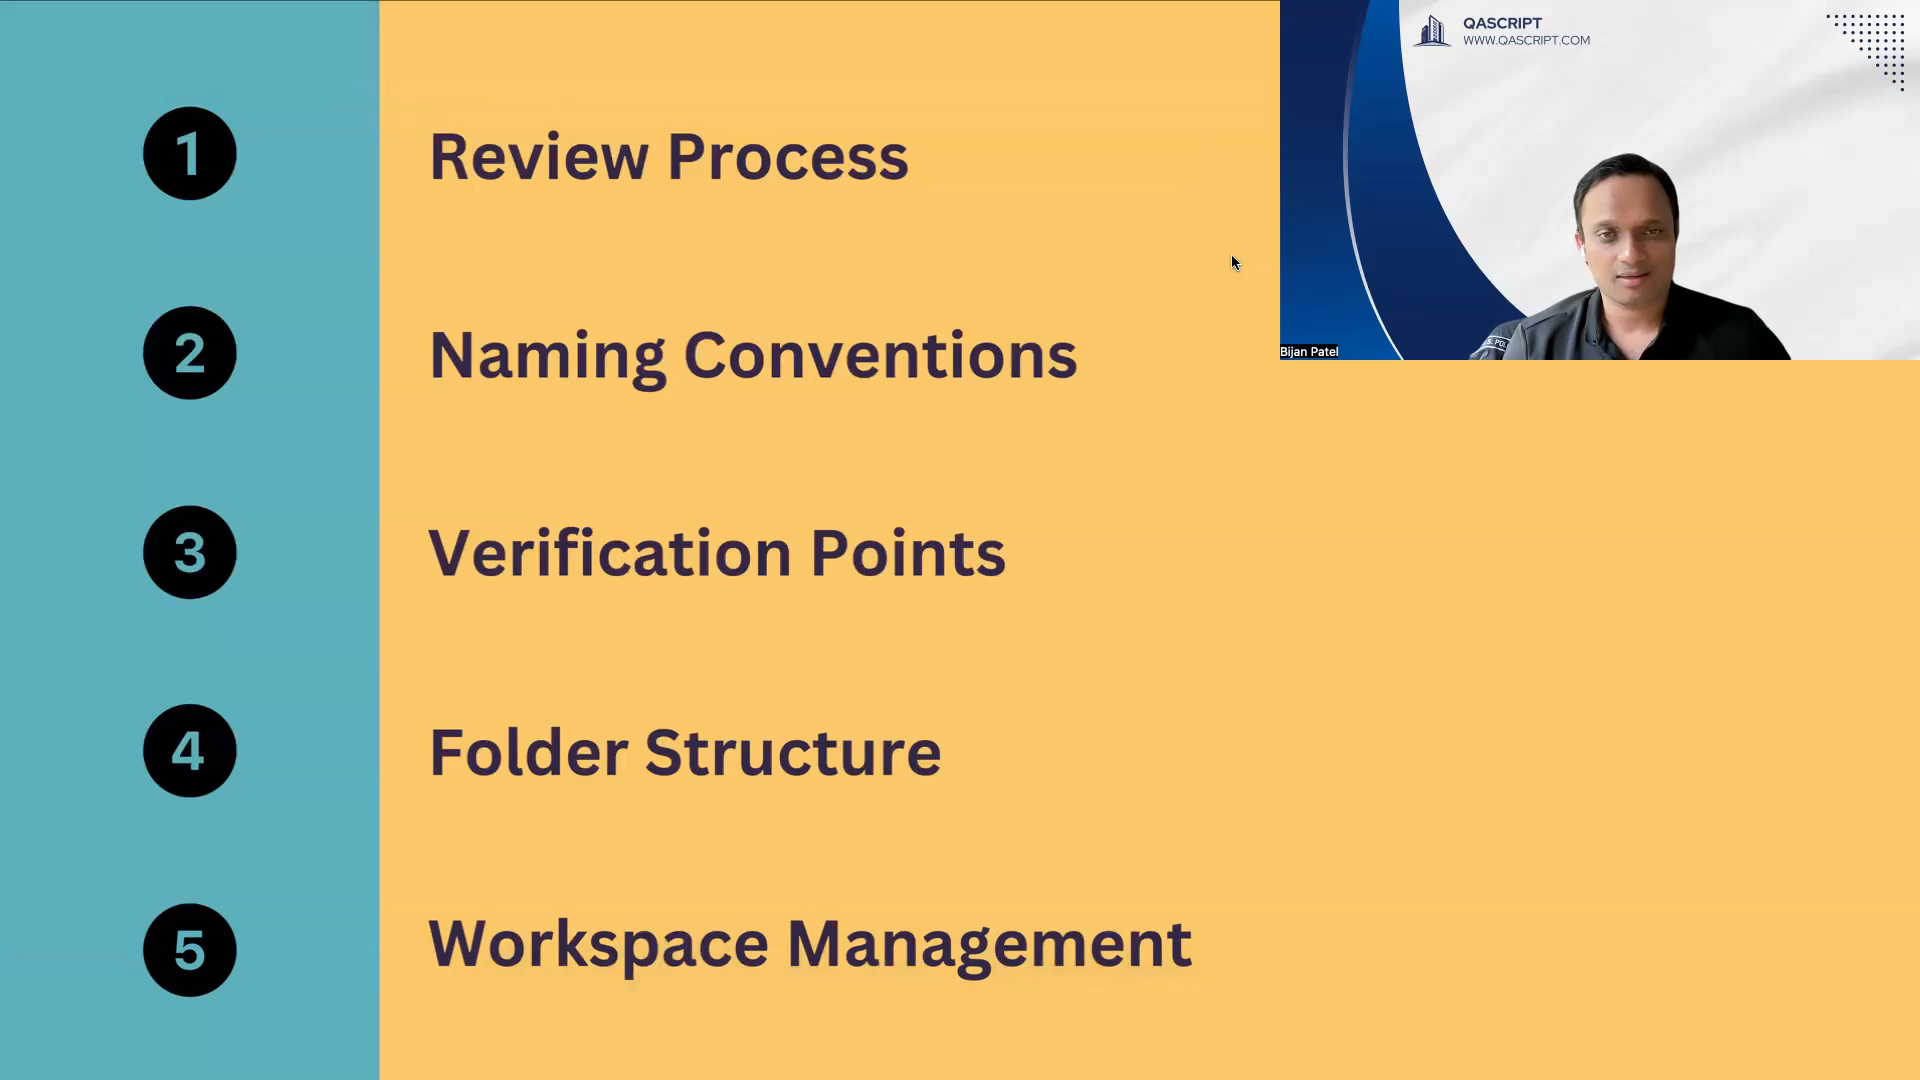 1
Review Process
2
Naming Conventions
3
Verification Points
4
Folder Structure
5
Workspace Management
QASCRIPT
WWW.QASCRIPT.COM
Bijan Patel